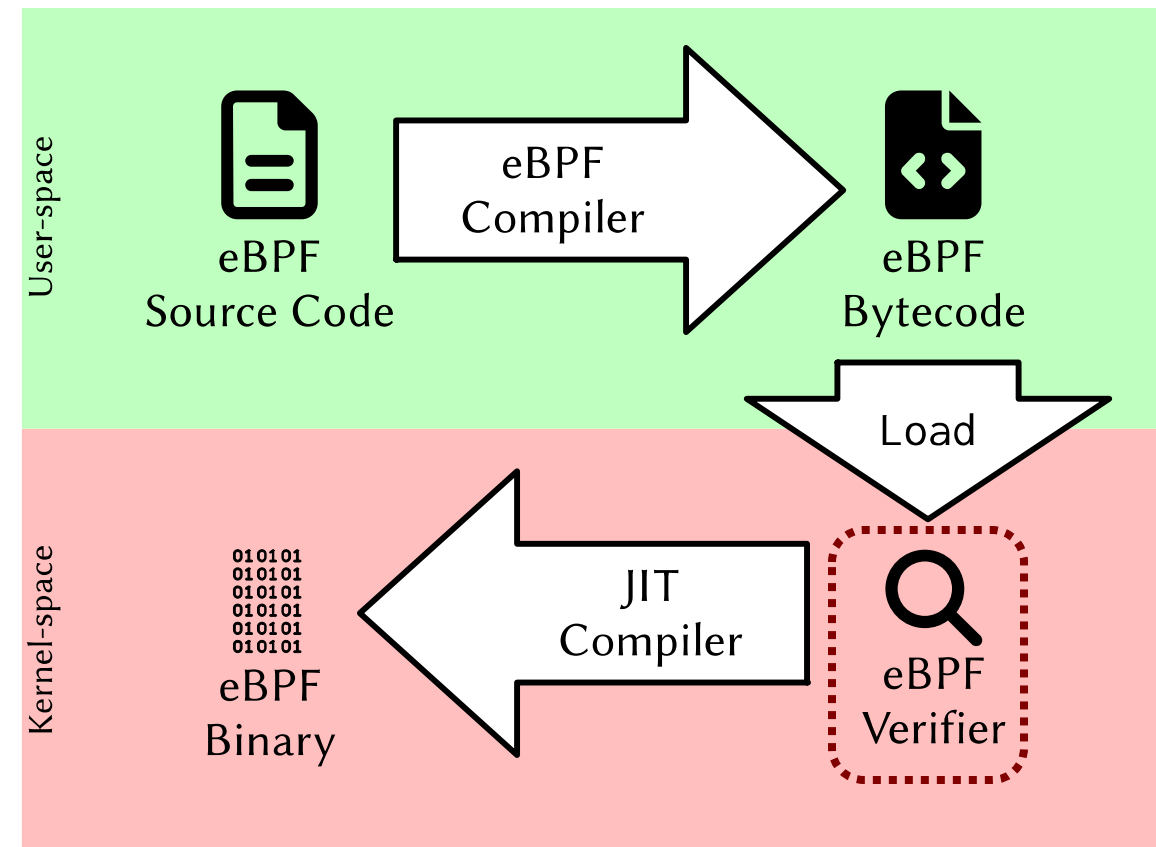 User-space
eBPF
Source Code
eBPF
Compiler
eBPF
Bytecode
Load
Kernel-space
010101
010101
010101
010101
010101
010101
eBPF
Binary
JIT
Compiler
eBPF
Verifier